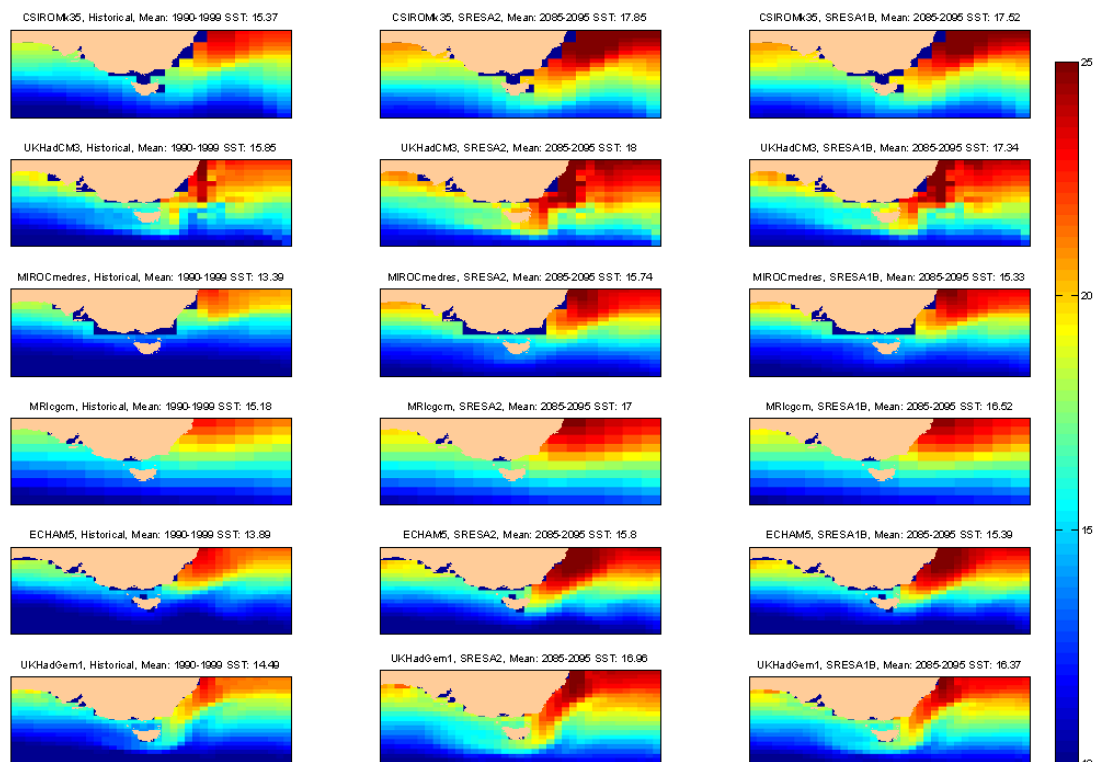 CSIROMk35, Historical, Mean: 1990-1999 SST: 15.37
CSIROMk35, SRESA2, Mean: 2085-2095 SST: 17.85
CSIROMk35, SRESA1B, Mean: 2085-2095 SST: 17.52
25
UKHadCM3, Historical, Mean: 1990-1999 SST: 15.85
UKHadCM3, SRESA2, Mean: 2085-2095 SST: 18
UKHadCM3, SRESA1B, Mean: 2085-2095 SST: 17.34
MIROCmedres, Historical, Mean: 1990-1999 SST: 13.39
MIROCmedres, SRESA2, Mean: 2085-2095 SST: 15.74
MIROCmedres, SRESA1B, Mean: 2085-2095 SST: 15.33
20
MRIcgcm, Historical, Mean: 1990-1999 SST: 15.18
MRIcgcm, SRESA2, Mean: 2085-2095 SST: 17
MRIcgcm, SRESA1B, Mean: 2085-2095 SST: 16.52
15
ECHAM5, Historical, Mean: 1990-1999 SST: 13.89
ECHAM5, SRESA2, Mean: 2085-2095 SST: 15.8
ECHAM5, SRESA1B, Mean: 2085-2095 SST: 15.39
UKHadGem1, Historical, Mean: 1990-1999 SST: 14.49
UKHadGem1, SRESA2, Mean: 2085-2095 SST: 16.96
UKHadGem1, SRESA1B, Mean: 2085-2095 SST: 16.37